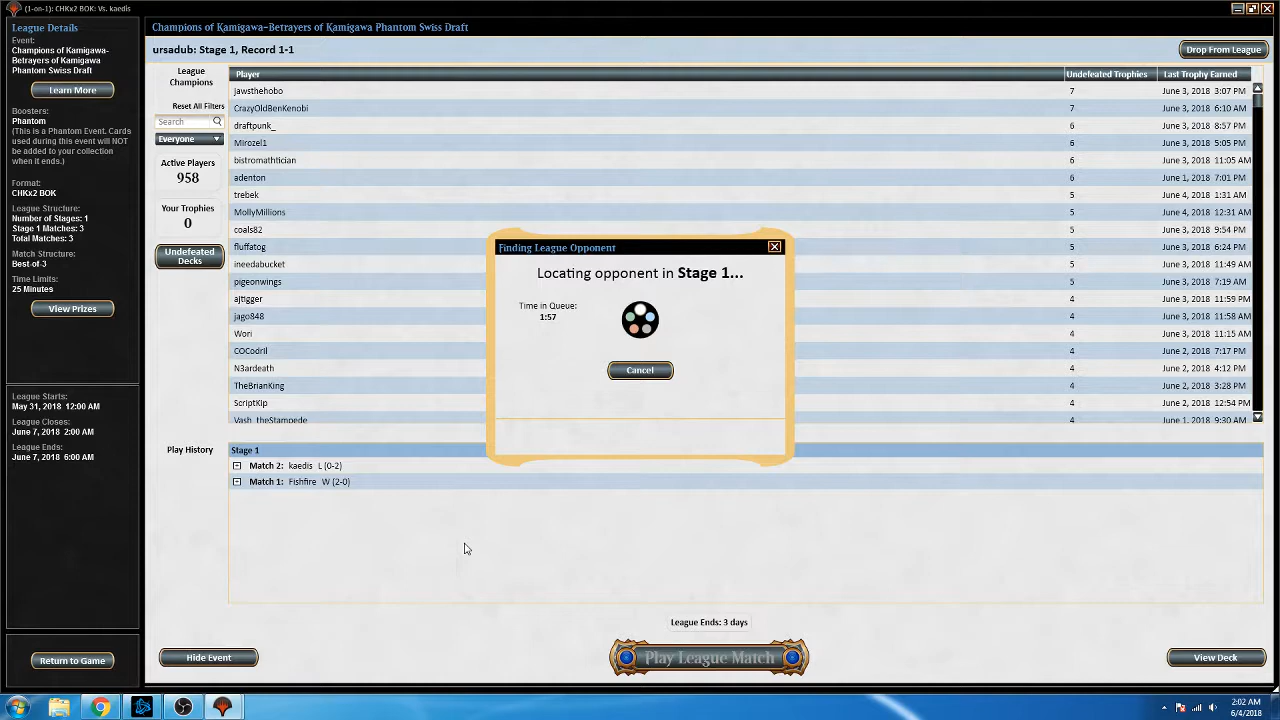 (1-on-1): CHKx2 BOK: Vs. kaedis
League Details
Event:
Champions of Kamigawa-
Betrayers of Kamigawa
Phantom Swiss Draft
Learn More
Boosters:
Phantom
(This is a Phantom Event. Cards
used during this event will NOT
be added to your collection
when it ends.)
Format:
CHKx2 BOK
League Structure:
Number of Stages: 1
Stage 1 Matches: 3
Total Matches: 3
Match Structure:
Best of 3
Time Limits:
25 Minutes
View Prizes
League Starts:
May 31, 2018 12:00 AM
League Closes:
June 7, 2018 2:00 AM
League Ends:
June 7, 2018 6:00 AM
Return to Game
Champions of Kamigawa-Betrayers of Kamigawa Phantom Swiss Draft
ursadub: Stage 1, Record 1-1
Drop From League
League
Champions
Reset All Filters
Search
Everyone
Active Players
958
Your Trophies
0
Undefeated
Decks
Player Undefeated Trophies Last Trophy Earned
Jawsthehobo 7 June 3, 2018 3:07 PM
CrazyOldBenKenobi 7 June 3, 2018 6:10 AM
draftpunk_ 6 June 3, 2018 8:57 PM
Mirozel1 6 June 3, 2018 5:05 PM
bistromathtician 6 June 3, 2018 11:05 AM
adenton 6 June 1, 2018 7:01 PM
trebek 5 June 4, 2018 1:31 AM
MollyMillions 5 June 4, 2018 12:31 AM
coals82 5 June 3, 2018 9:54 PM
fluffatog 5 June 3, 2018 6:24 PM
ineedabucket 5 June 3, 2018 11:49 AM
pigeonwings 5 June 3, 2018 7:19 AM
ajtigger 4 June 3, 2018 11:59 PM
jago848 4 June 3, 2018 11:58 AM
Wori 4 June 3, 2018 11:15 AM
COCodril 4 June 2, 2018 7:17 PM
N3ardeath 4 June 2, 2018 4:12 PM
TheBrianKing 4 June 2, 2018 3:28 PM
ScriptKip 4 June 2, 2018 12:54 PM
Vash_theStampede 4 June 1, 2018 9:30 AM
Finding League Opponent
Locating opponent in Stage 1...
Time in Queue:
1:57
Cancel
Play History
Stage 1
Match 2: kaedis L (0-2)
Match 1: Fishfire W (2-0)
League Ends: 3 days
Hide Event
Play League Match
View Deck
2:02 AM
6/4/2018